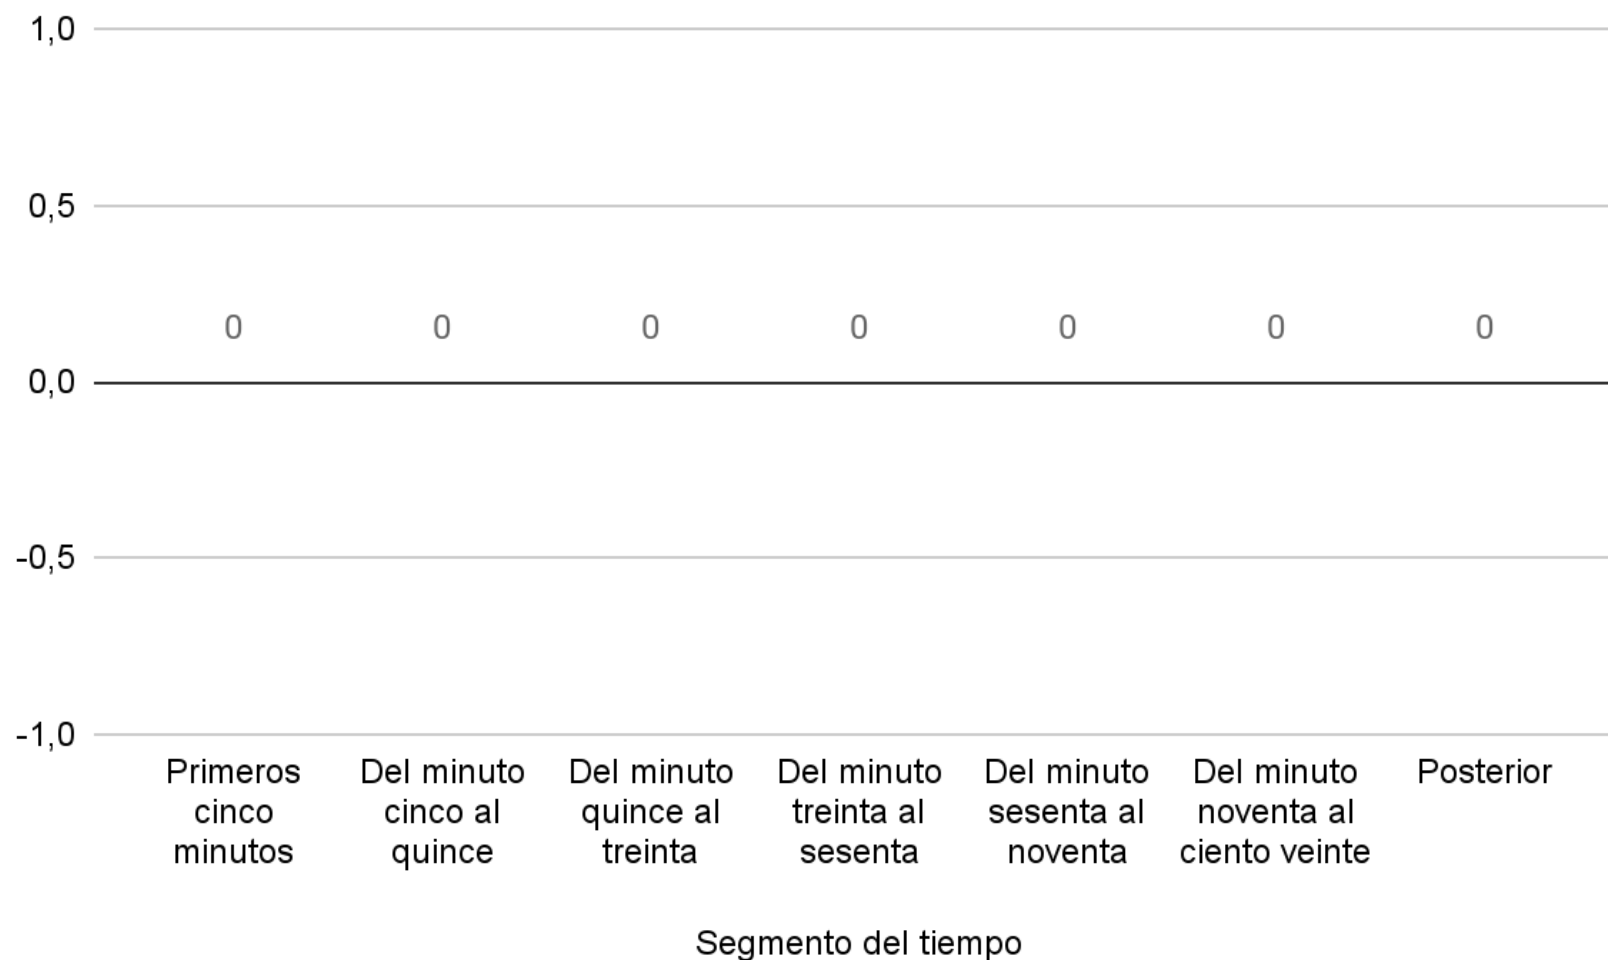 1,0
0,5
0 0 0 0 0 0 0
0,0
-0,5
-1,0
Primeros cinco minutos
Del minuto cinco al quince
Del minuto quince al treinta
Del minuto treinta al sesenta
Del minuto sesenta al noventa
Del minuto noventa al ciento veinte
Posterior
Segmento del tiempo